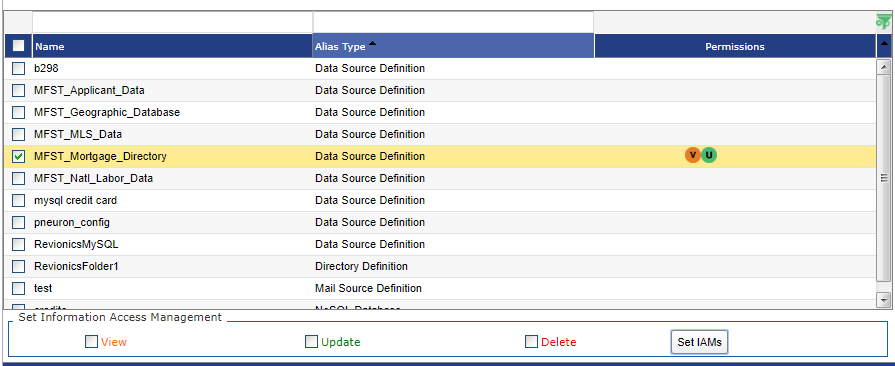 Name Alias Type Permissions
b298 Data Source Definition
MFST_Applicant_Data Data Source Definition
MFST_Geographic_Database Data Source Definition
MFST_MLS_Data Data Source Definition
MFST_Mortgage_Directory Data Source Definition V U
MFST_Natl_Labor_Data Data Source Definition
mysql credit card Data Source Definition
pneuron_config Data Source Definition
RevionicsMySQL Data Source Definition
RevionicsFolder1 Directory Definition
test Mail Source Definition
Set Information Access Management
View Update Delete Set IAMs